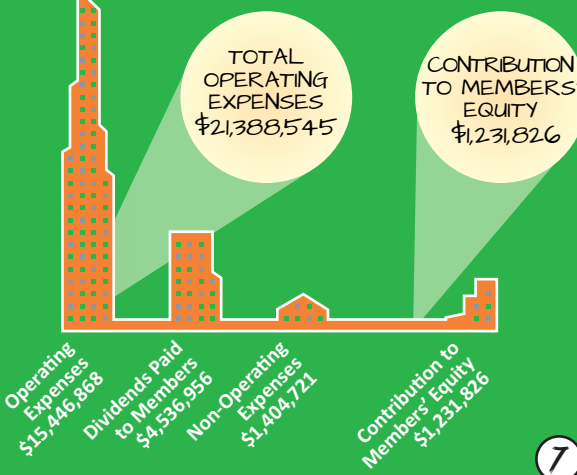 TOTAL
OPERATING
EXPENSES
$21,388,545
CONTRIBUTION
TO MEMBERS'
EQUITY
$1,231,826
Operating
Expenses
$15,446,868
Dividends Paid
to Members
$4,536,956
Non-Operating
Expenses
$1,404,721
Contribution to
Members' Equity
$1,231,826
7